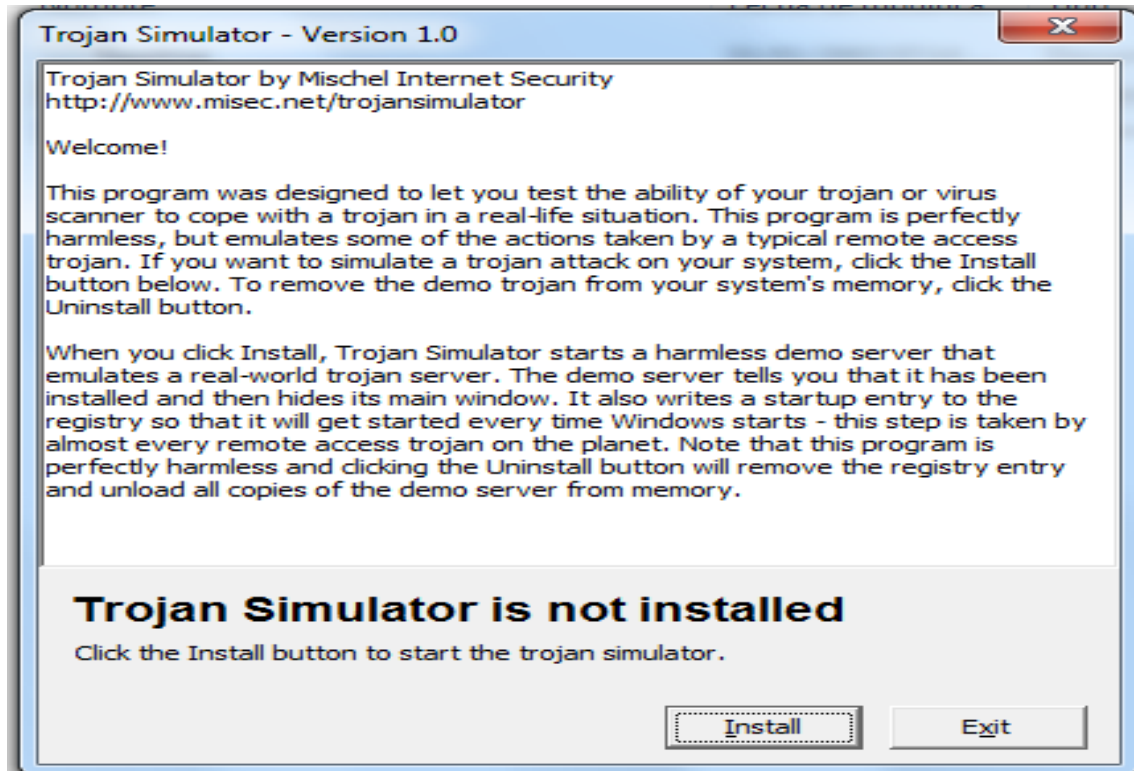 Trojan Simulator - Version 1.0
Trojan Simulator by Mischel Internet Security
http://www.misec.net/trojansimulator
Welcome!
This program was designed to let you test the ability of your trojan or virus
scanner to cope with a trojan in a real-life situation. This program is perfectly
harmless, but emulates some of the actions taken by a typical remote access
trojan. If you want to simulate a trojan attack on your system, click the Install
button below. To remove the demo trojan from your system's memory, click the
Uninstall button.
When you click Install, Trojan Simulator starts a harmless demo server that
emulates a real-world trojan server. The demo server tells you that it has been
installed and then hides its main window. It also writes a startup entry to the
registry so that it will get started every time Windows starts - this step is taken by
almost every remote access trojan on the planet. Note that this program is
perfectly harmless and clicking the Uninstall button will remove the registry entry
and unload all copies of the demo server from memory.
Trojan Simulator is not installed
Click the Install button to start the trojan simulator.
Install
Exit